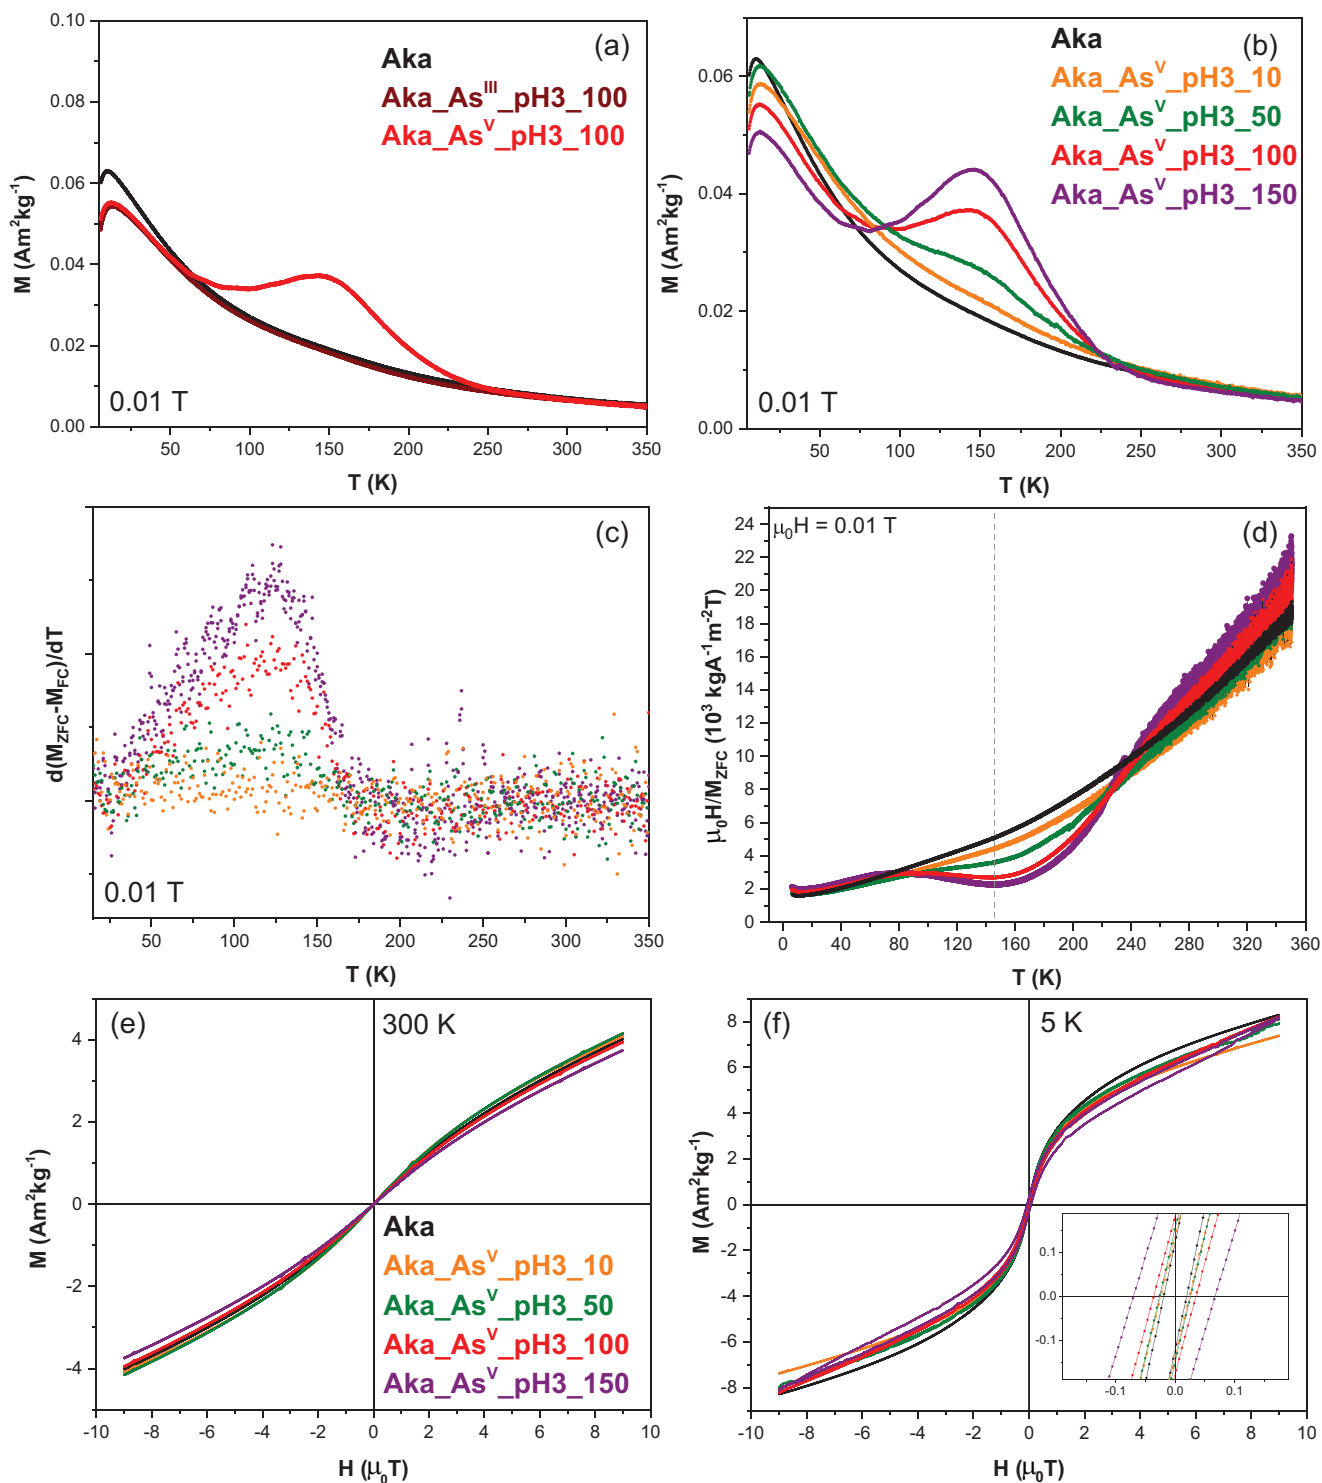 (a)
Aka
Aka_As^III_pH3_100
Aka_As^V_pH3_100
0.01 T
M (Am²kg⁻¹)
0.10
0.08
0.06
0.04
0.02
0.00
50 100 150 200 250 300 350
T (K)
(b)
Aka
Aka_As^V_pH3_10
Aka_As^V_pH3_50
Aka_As^V_pH3_100
Aka_As^V_pH3_150
0.01 T
M (Am²kg⁻¹)
0.06
0.04
0.02
0.00
50 100 150 200 250 300 350
T (K)
(c)
0.01 T
d(M_ZFC-M_FC)/dT
50 100 150 200 250 300 350
T (K)
μ₀H = 0.01 T
(d)
μ₀H/M_ZFC (10³ kgA⁻¹m⁻²T)
24
22
20
18
16
14
12
10
8
6
4
2
0
0 40 80 120 160 200 240 280 320 360
T (K)
(e)
300 K
M (Am²kg⁻¹)
4
2
0
-2
-4
Aka
Aka_As^V_pH3_10
Aka_As^V_pH3_50
Aka_As^V_pH3_100
Aka_As^V_pH3_150
-10 -8 -6 -4 -2 0 2 4 6 8 10
H (μ₀T)
(f)
5 K
M (Am²kg⁻¹)
8
6
4
2
0
-2
-4
-6
-8
0.1
0.0
-0.1
-0.1 0.0 0.1
-10 -8 -6 -4 -2 0 2 4 6 8 10
H (μ₀T)